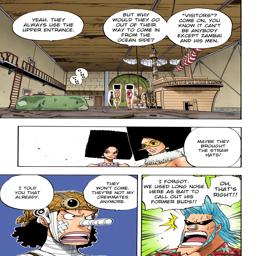 YEAH. THEY
ALWAYS USE THE
UPPER ENTRANCE.
BUT WHY
WOULD THEY GO
OUT OF THEIR
WAY TO COME IN
FROM THE
OCEAN SIDE?
"VISITORS"?
COME ON, YOU
KNOW IT CAN'T
BE ANYBODY
EXCEPT ZAMBAI
AND HIS MEN.
MAYBE THEY
BROUGHT
THE STRAW
HATS!
I TOLD
YOU THAT
ALREADY.
THEY
WON'T COME.
THEY'RE NOT MY
CREWMATES
ANYMORE.
I FORGOT.
WE USED LONG NOSE
HERE AS BAIT TO
CALL OUT HIS
FORMER BUDS!!
OH,
THAT'S
RIGHT!!